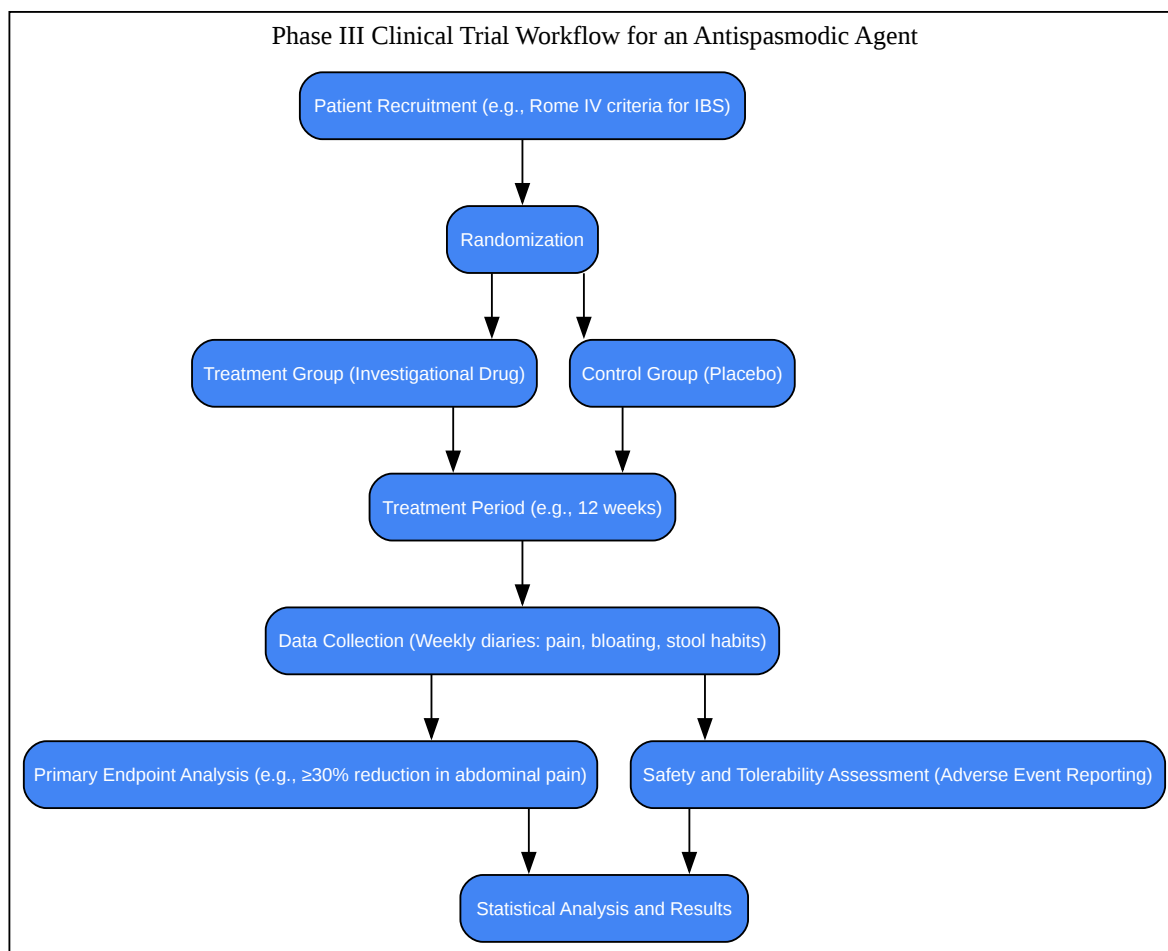 Phase III Clinical Trial Workflow for an Antispasmodic Agent
Patient Recruitment (e.g., Rome IV criteria for IBS)
Randomization
Treatment Group (Investigational Drug)
Control Group (Placebo)
Treatment Period (e.g., 12 weeks)
Data Collection (Weekly diaries: pain, bloating, stool habits)
Primary Endpoint Analysis (e.g., ≥30% reduction in abdominal pain)
Safety and Tolerability Assessment (Adverse Event Reporting)
Statistical Analysis and Results